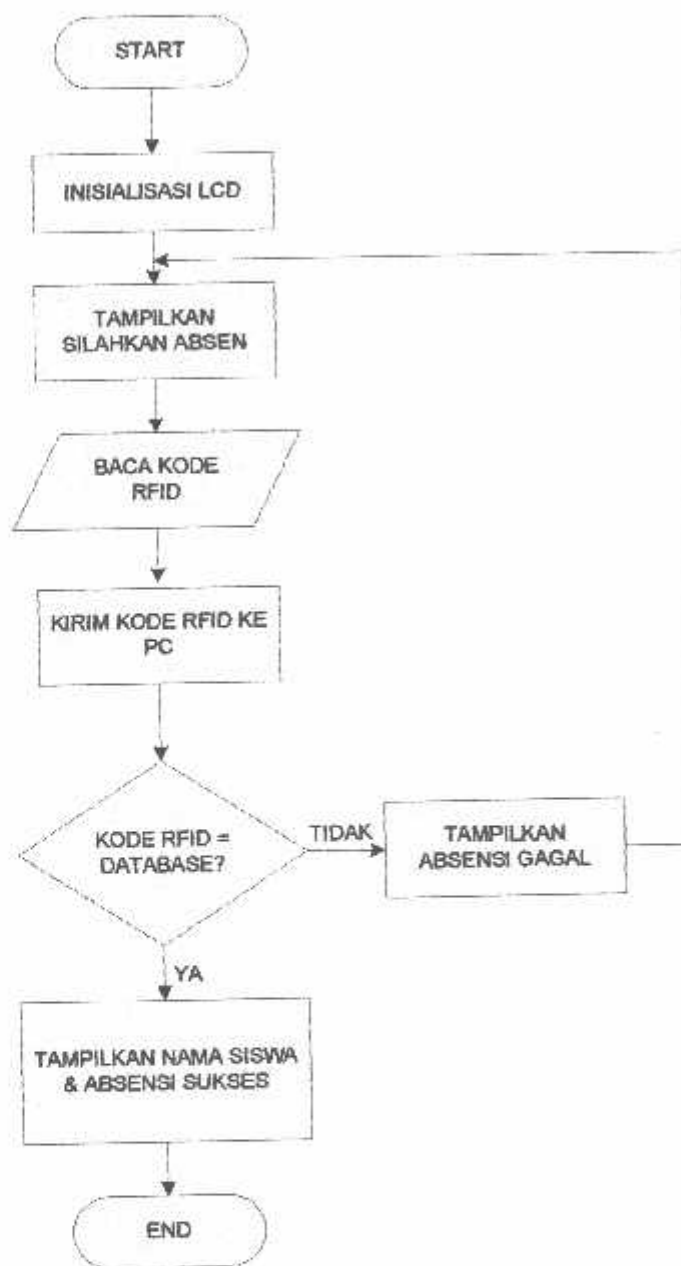 START
INISIALISASI LCD
TAMPILKAN
SILAHKAN ABSEN
BACA KODE
RFID
KIRIM KODE RFID KE
PC
KODE RFID =
DATABASE?
TIDAK
TAMPILKAN
ABSENSI GAGAL
YA
TAMPILKAN NAMA SISWA
& ABSENSI SUKSES
END